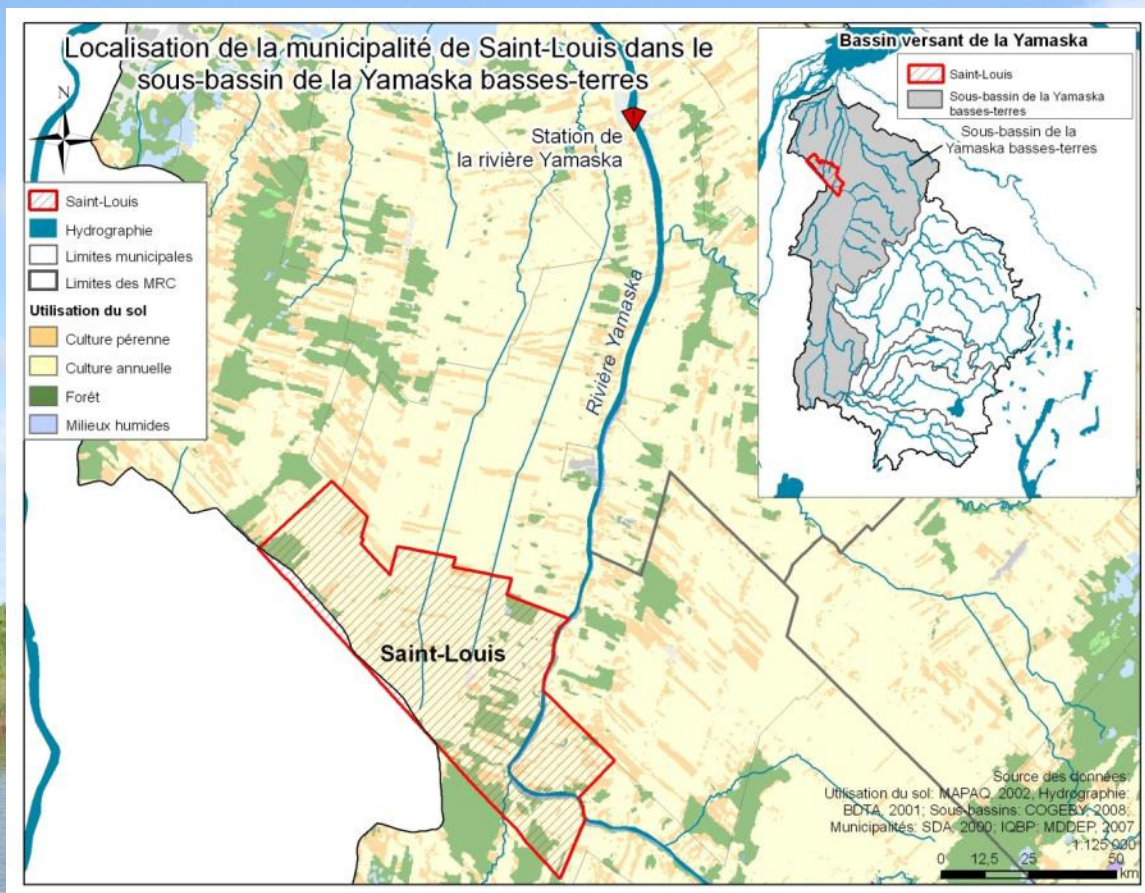 Localisation de la municipalité de Saint-Louis dans le
sous-bassin de la Yamaska basses-terres
N
Saint-Louis
Hydrographie
Limites municipales
Limites des MRC
Utilisation du sol
Culture pérenne
Culture annuelle
Forêt
Milieux humides
Station de
la rivière Yamaska
!
Rivière Yamaska
Saint-Louis
Bassin versant de la Yamaska
Saint-Louis
Sous-bassin de la Yamaska
basses-terres
Sous-bassin de la
Yamaska basses-terres
Source des données:
Utilisation du sol: MAPAQ, 2002, Hydrographie:
BDTA, 2001; Sous-bassins: COGEBY, 2008,
Municipalités: SDA, 2000; IQBP: MDDEP, 2007
1:125 000
0 12,5 25 50
km